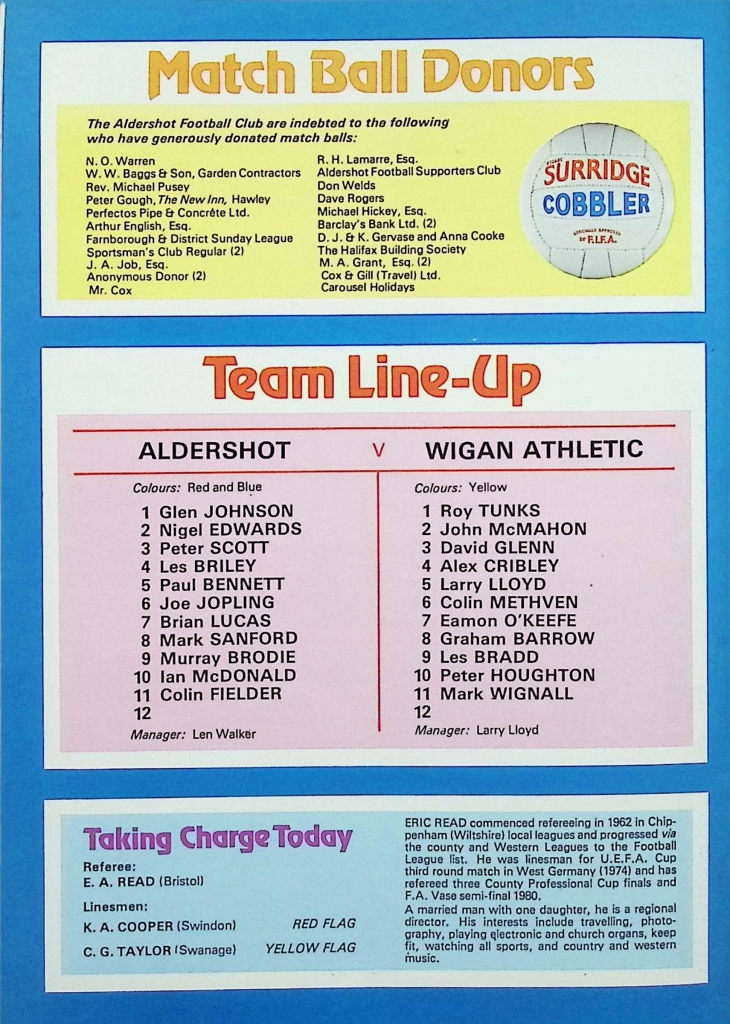 Match Ball Donors
The Aldershot Football Club are indebted to the following
who have generously donated match balls:
N. O. Warren
W. W. Baggs & Son, Garden Contractors
Rev. Michael Pusey
Peter Gough, The New Inn, Hawley
Perfectos Pipe & Concréte Ltd.
Arthur English, Esq.
Farnborough & District Sunday League
Sportsman's Club Regular (2)
J. A. Job, Esq.
Anonymous Donor (2)
Mr. Cox
R. H. Lamarre, Esq.
Aldershot Football Supporters Club
Don Welds
Dave Rogers
Michael Hickey, Esq.
Barclay's Bank Ltd. (2)
D. J. & K. Gervase and Anna Cooke
The Halifax Building Society
M. A. Grant, Esq. (2)
Cox & Gill (Travel) Ltd.
Carousel Holidays
SURRIDGE
COBBLER
OFFICIALLY APPROVED
BY F.I.F.A.
Team Line-Up
ALDERSHOT V WIGAN ATHLETIC
Colours: Red and Blue
1 Glen JOHNSON
2 Nigel EDWARDS
3 Peter SCOTT
4 Les BRILEY
5 Paul BENNETT
6 Joe JOPLING
7 Brian LUCAS
8 Mark SANFORD
9 Murray BRODIE
10 Ian McDONALD
11 Colin FIELDER
12
Manager: Len Walker
Colours: Yellow
1 Roy TUNKS
2 John McMAHON
3 David GLENN
4 Alex CRIBLEY
5 Larry LLOYD
6 Colin METHVEN
7 Eamon O'KEEFE
8 Graham BARROW
9 Les BRADD
10 Peter HOUGHTON
11 Mark WIGNALL
12
Manager: Larry Lloyd
Taking Charge Today
Referee:
E. A. READ (Bristol)
Linesmen:
K. A. COOPER (Swindon) RED FLAG
C. G. TAYLOR (Swanage) YELLOW FLAG
ERIC READ commenced refereeing in 1962 in Chip-
penham (Wiltshire) local leagues and progressed via
the county and Western Leagues to the Football
League list. He was linesman for U.E.F.A. Cup
third round match in West Germany (1974) and has
refereed three County Professional Cup finals and
F.A. Vase semi-final 1980.
A married man with one daughter, he is a regional
director. His interests include travelling, photo-
graphy, playing electronic and church organs, keep
fit, watching all sports, and country and western
music.